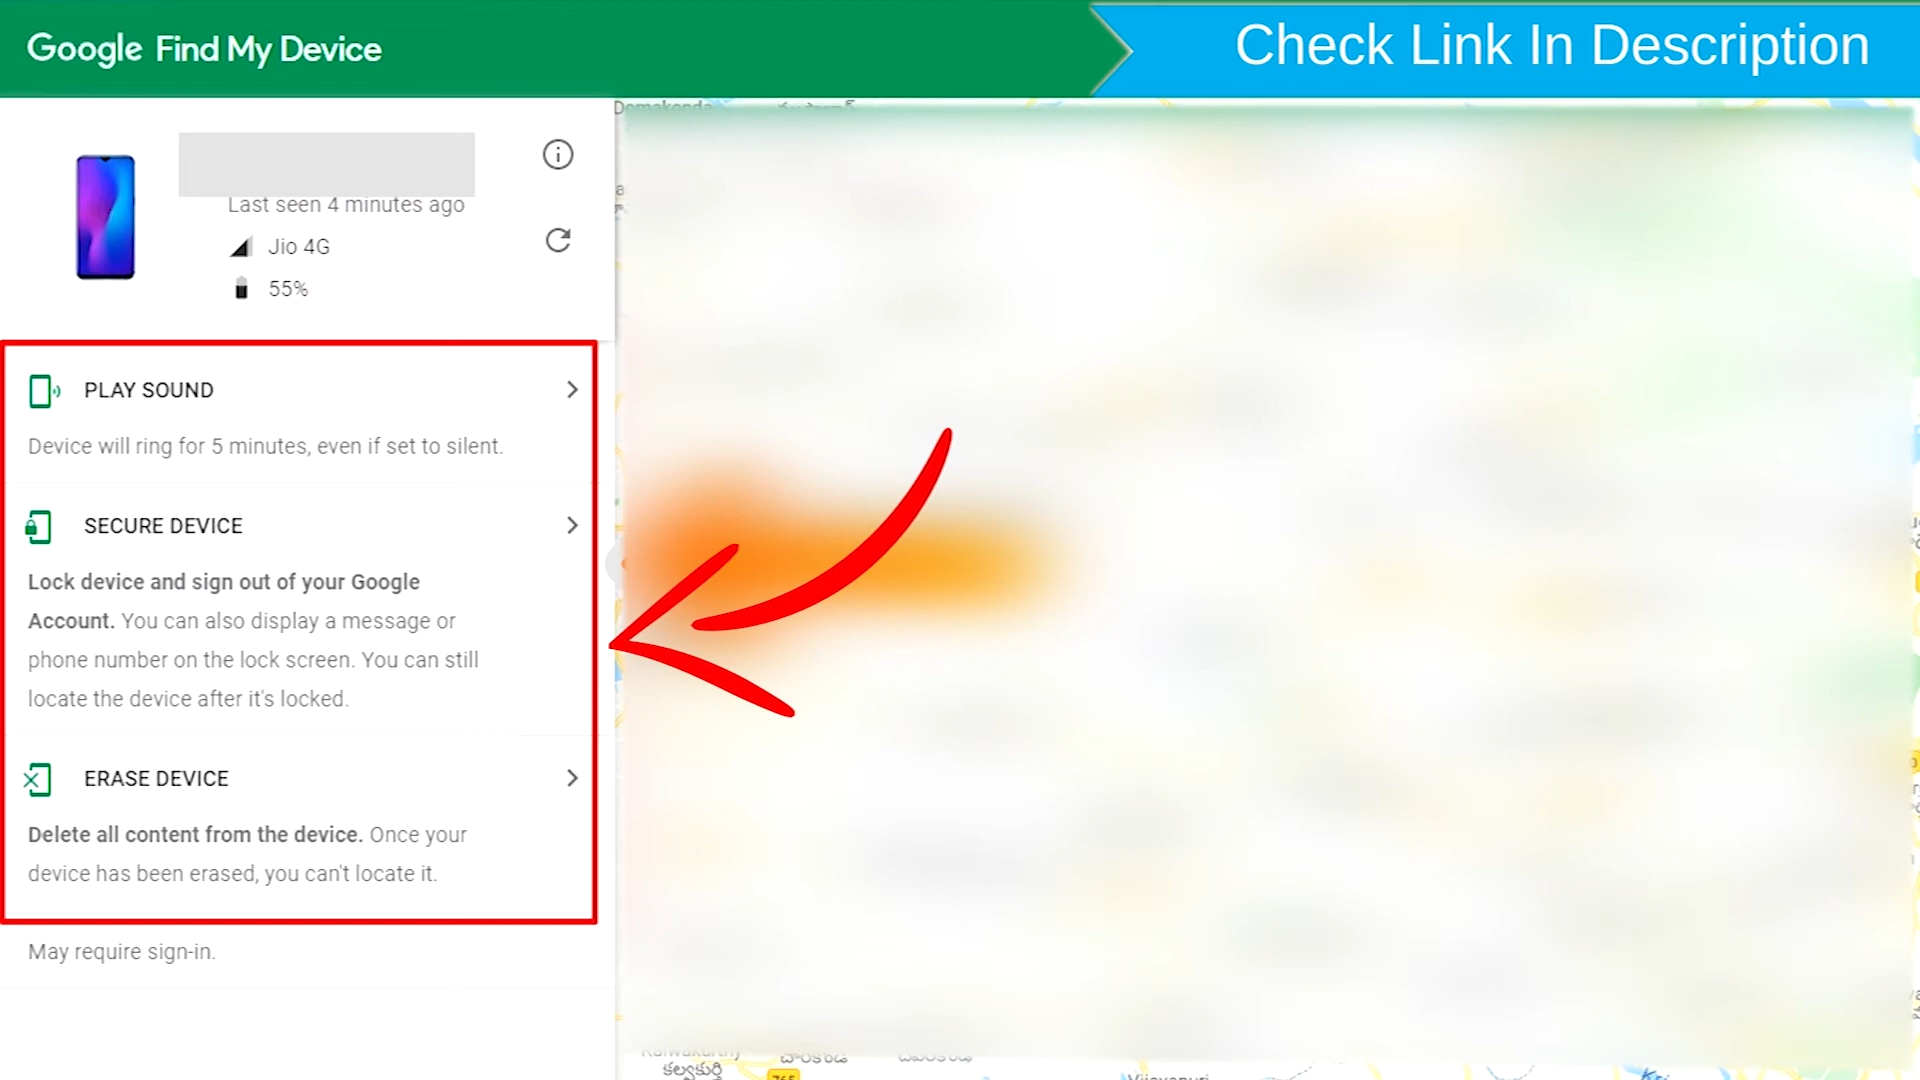 Google Find My Device
Check Link In Description
Last seen 4 minutes ago
Jio 4G
55%
PLAY SOUND
Device will ring for 5 minutes, even if set to silent.
SECURE DEVICE
Lock device and sign out of your Google
Account. You can also display a message or
phone number on the lock screen. You can still
locate the device after it's locked.
ERASE DEVICE
Delete all content from the device. Once your
device has been erased, you can't locate it.
May require sign-in.
Domakonda
కల్వకుర్తి
765